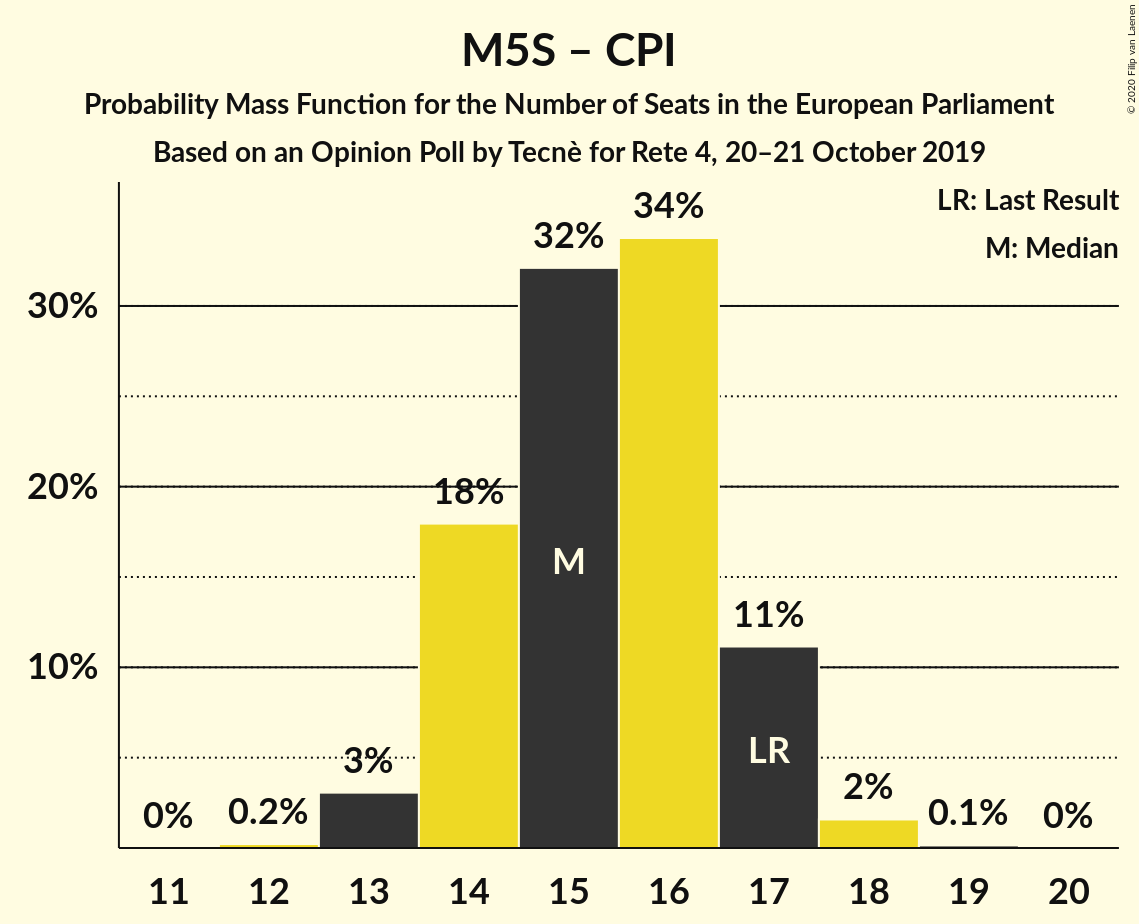 M5S – CPI
Probability Mass Function for the Number of Seats in the European Parliament
Based on an Opinion Poll by Tecnè for Rete 4, 20–21 October 2019
© 2020 Filip van Laenen
LR: Last Result
M: Median
34%
32%
30%
20%
18%
M
11%
10%
LR
3%
2%
0%
0.2%
0.1%
0%
11 12 13 14 15 16 17 18 19 20